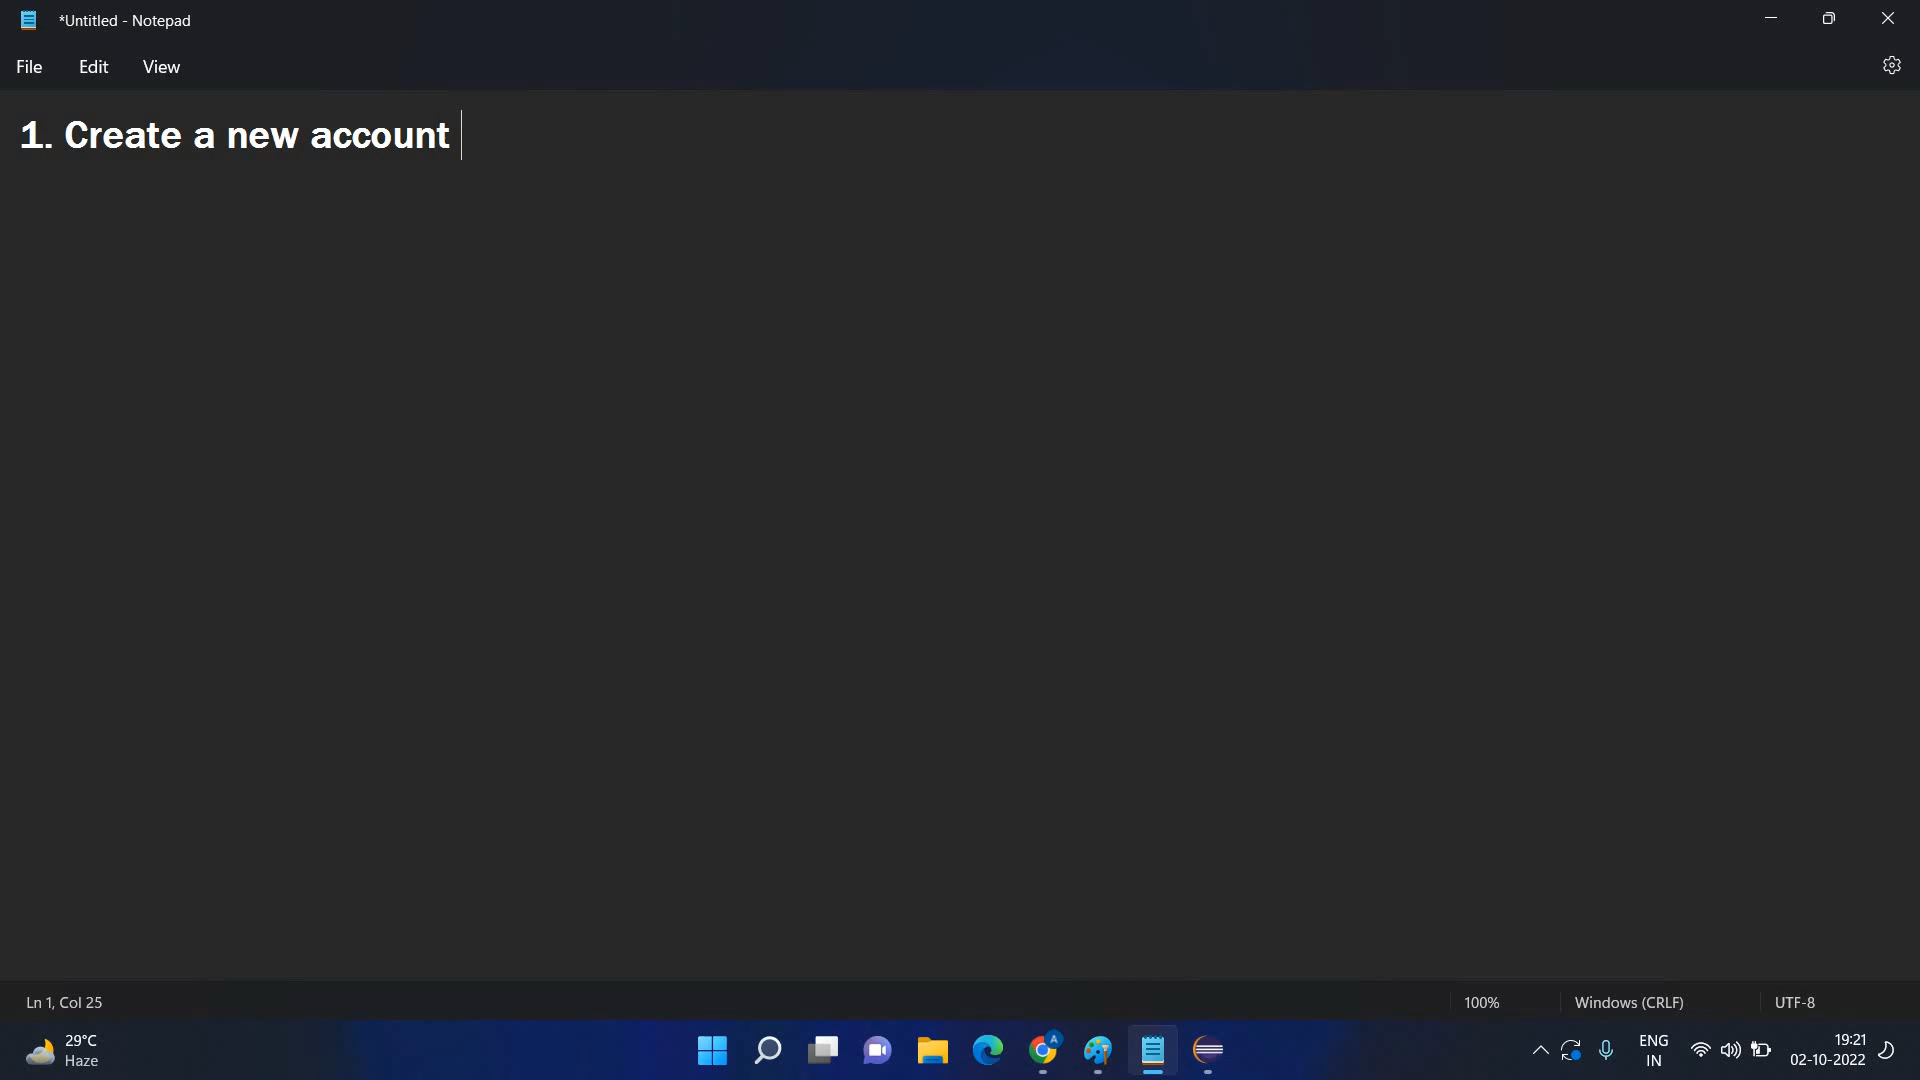 *Untitled - Notepad
File Edit View
1. Create a new account
Ln 1, Col 25 100% Windows (CRLF) UTF-8
29°C
Haze
A
ENG
IN
19:21
02-10-2022